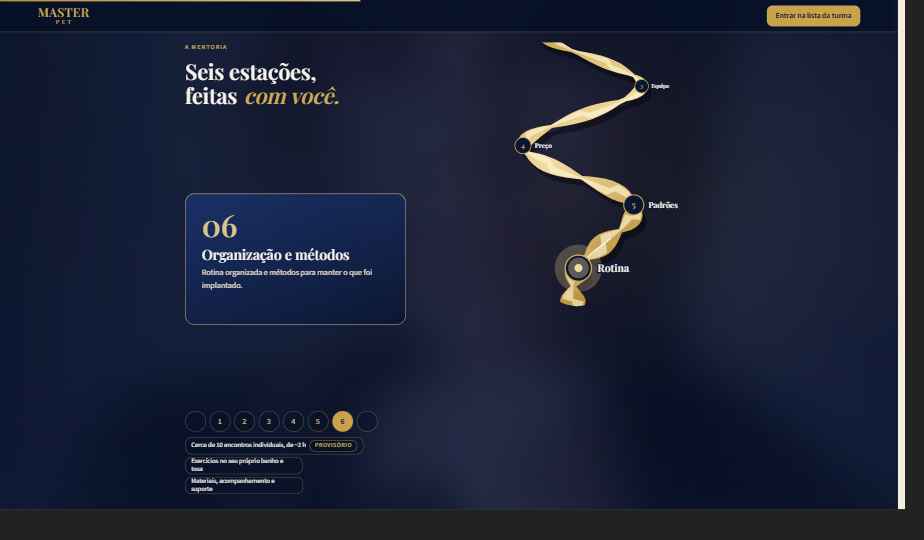 MASTER
PET
Entrar na lista da turma
A MENTORIA
Seis estações,
feitas com você.
3 Equipe
4 Preço
5 Padrões
Rotina
06
Organização e métodos
Rotina organizada e métodos para manter o que foi
implantado.
1 2 3 4 5 6
Cerca de 10 encontros individuais, de ~2 h PROVISÓRIO
Exercícios no seu próprio banho e
tosa
Materiais, acompanhamento e
suporte